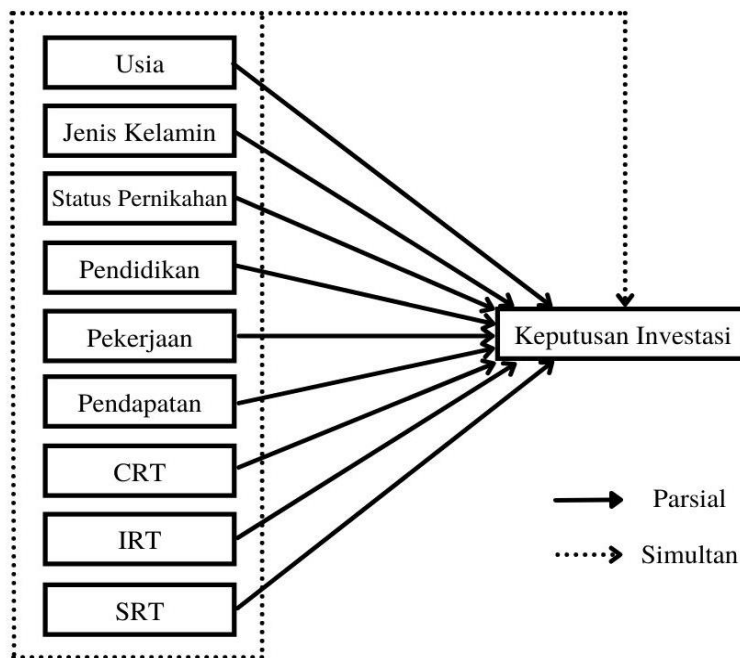 Usia
Jenis Kelamin
Status Pernikahan
Pendidikan
Pekerjaan
Pendapatan
CRT
IRT
SRT
Keputusan Investasi
Parsial
Simultan